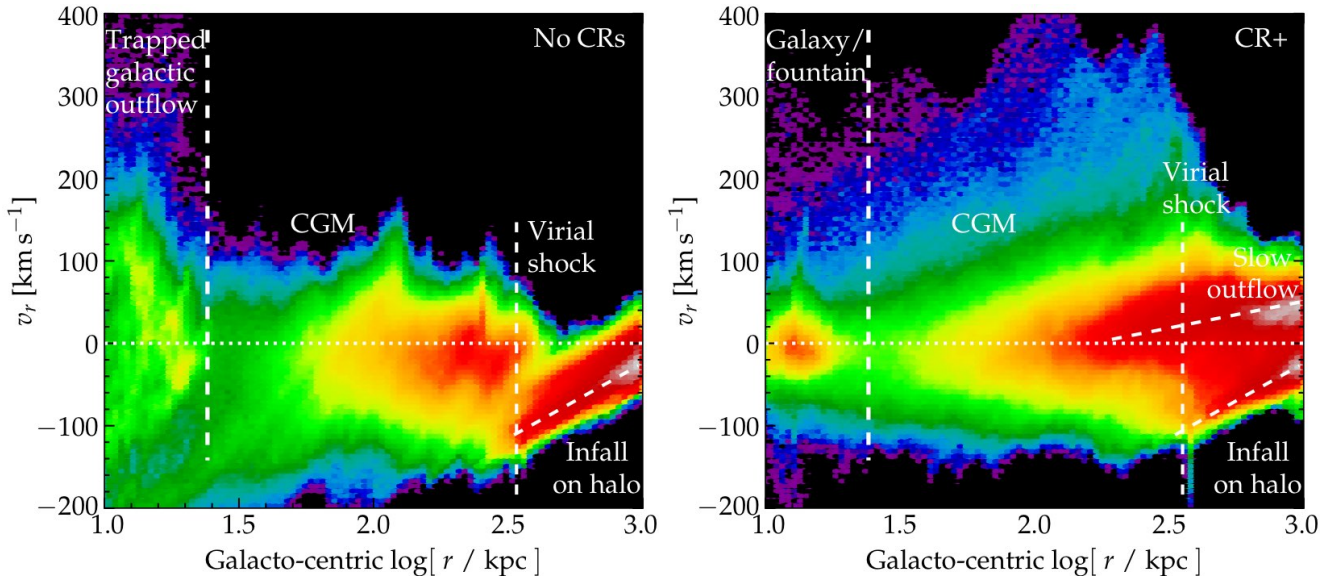 400
300
200
100
0
−100
−200
v_r [km s⁻¹]
Trapped
galactic
outflow
No CRs
CGM
Virial
shock
Infall
on halo
1.0
1.5
2.0
2.5
3.0
Galacto-centric log[ r / kpc ]
400
300
200
100
0
−100
−200
v_r [km s⁻¹]
Galaxy/
fountain
CR+
CGM
Virial
shock
Slow
outflow
Infall
on halo
1.0
1.5
2.0
2.5
3.0
Galacto-centric log[ r / kpc ]